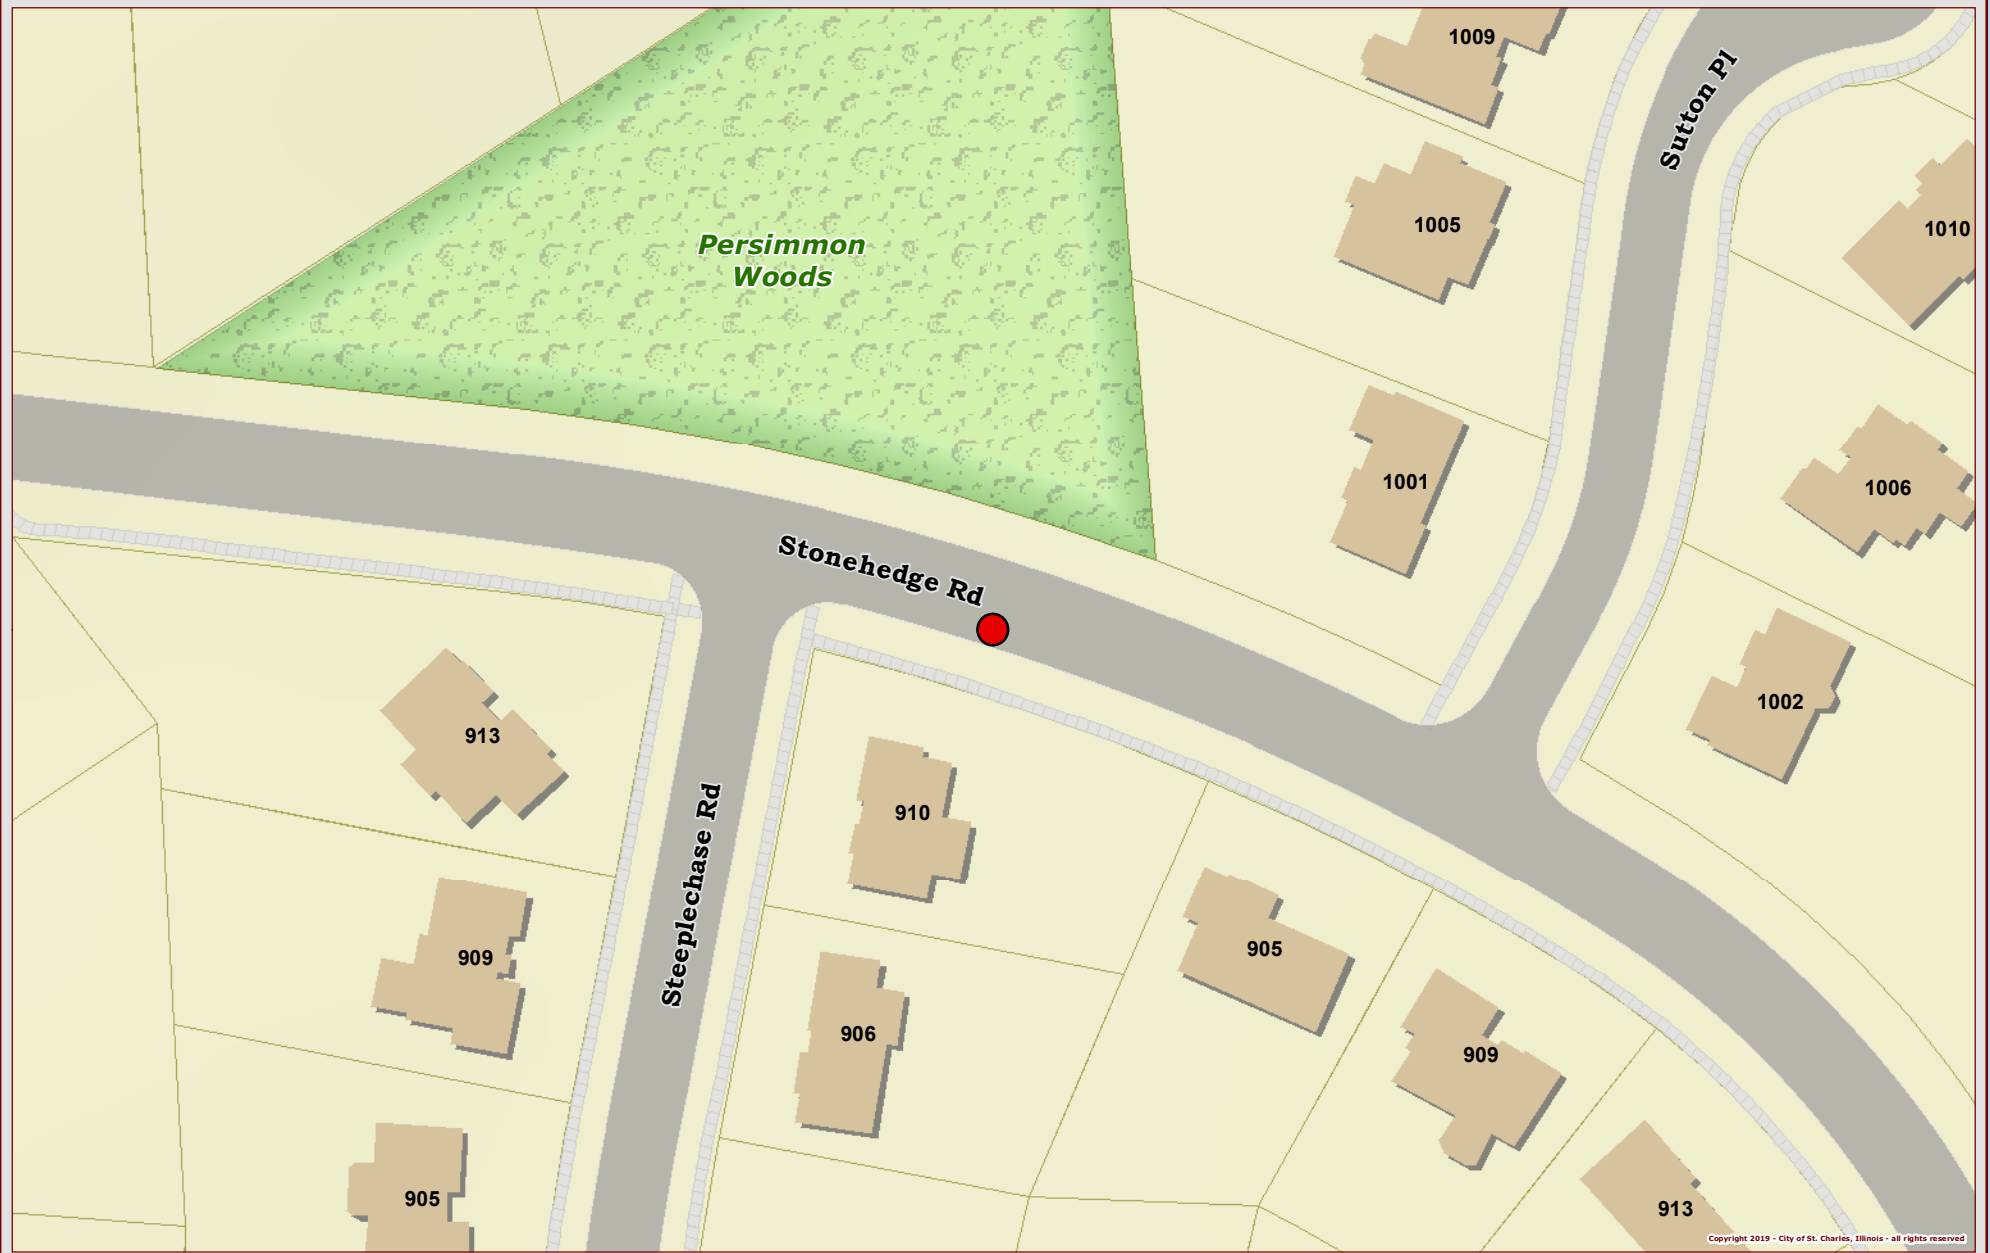 1009
Sutton Pl
1005
1010
Persimmon
Woods
1001
1006
Stonehedge Rd
1002
913
910
Steeplechase Rd
905
909
906
909
905
913
Copyright 2019 - City of St. Charles, Illinois - all rights reserved